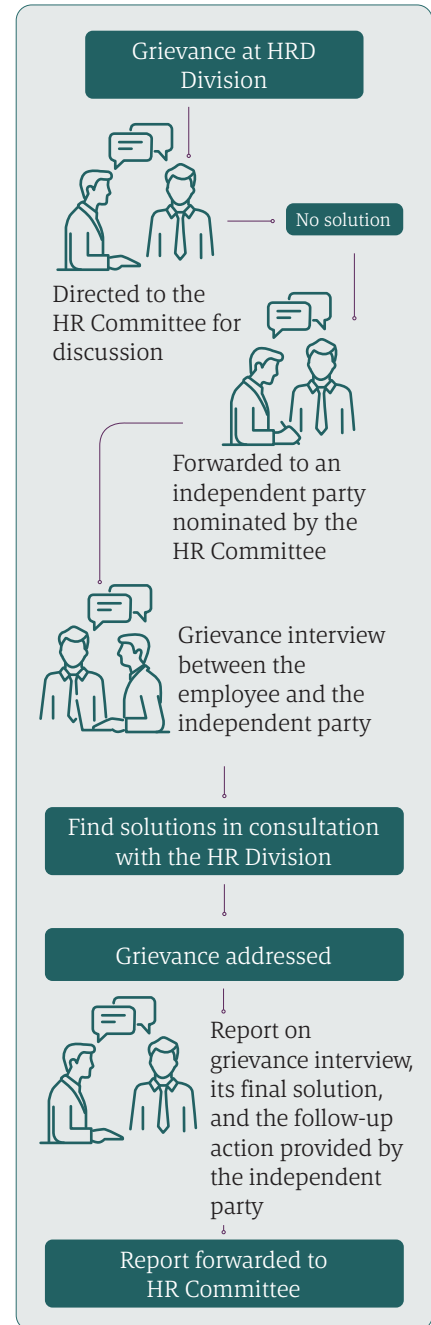 Grievance at HRD
Division
No solution
Directed to the
HR Committee for
discussion
Forwarded to an
independent party
nominated by the
HR Committee
Grievance interview
between the
employee and the
independent party
Find solutions in consultation
with the HR Division
Grievance addressed
Report on
grievance interview,
its final solution,
and the follow-up
action provided by
the independent
party
Report forwarded to
HR Committee